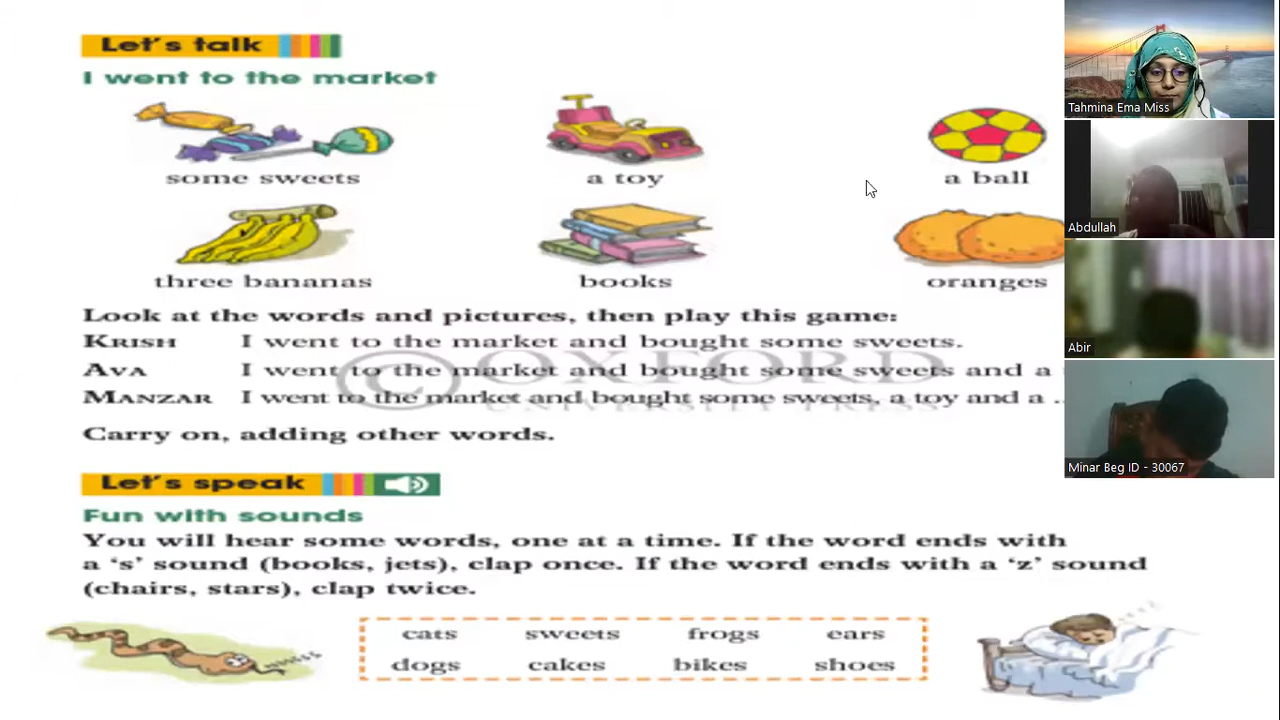 Let's talk
I went to the market
some sweets
a toy
a ball
three bananas
books
oranges
Look at the words and pictures, then play this game:
KRISH I went to the market and bought some sweets.
AVA I went to the market and bought some sweets and a
MANZAR I went to the market and bought some sweets, a toy and a ..
© OXFORD
UNIVERSITY PRESS
Carry on, adding other words.
Let's speak
Fun with sounds
You will hear some words, one at a time. If the word ends with
a 's' sound (books, jets), clap once. If the word ends with a 'z' sound
(chairs, stars), clap twice.
cats sweets frogs ears
dogs cakes bikes shoes
Tahmina Ema Miss
Abdullah
Abir
Minar Beg ID - 30067